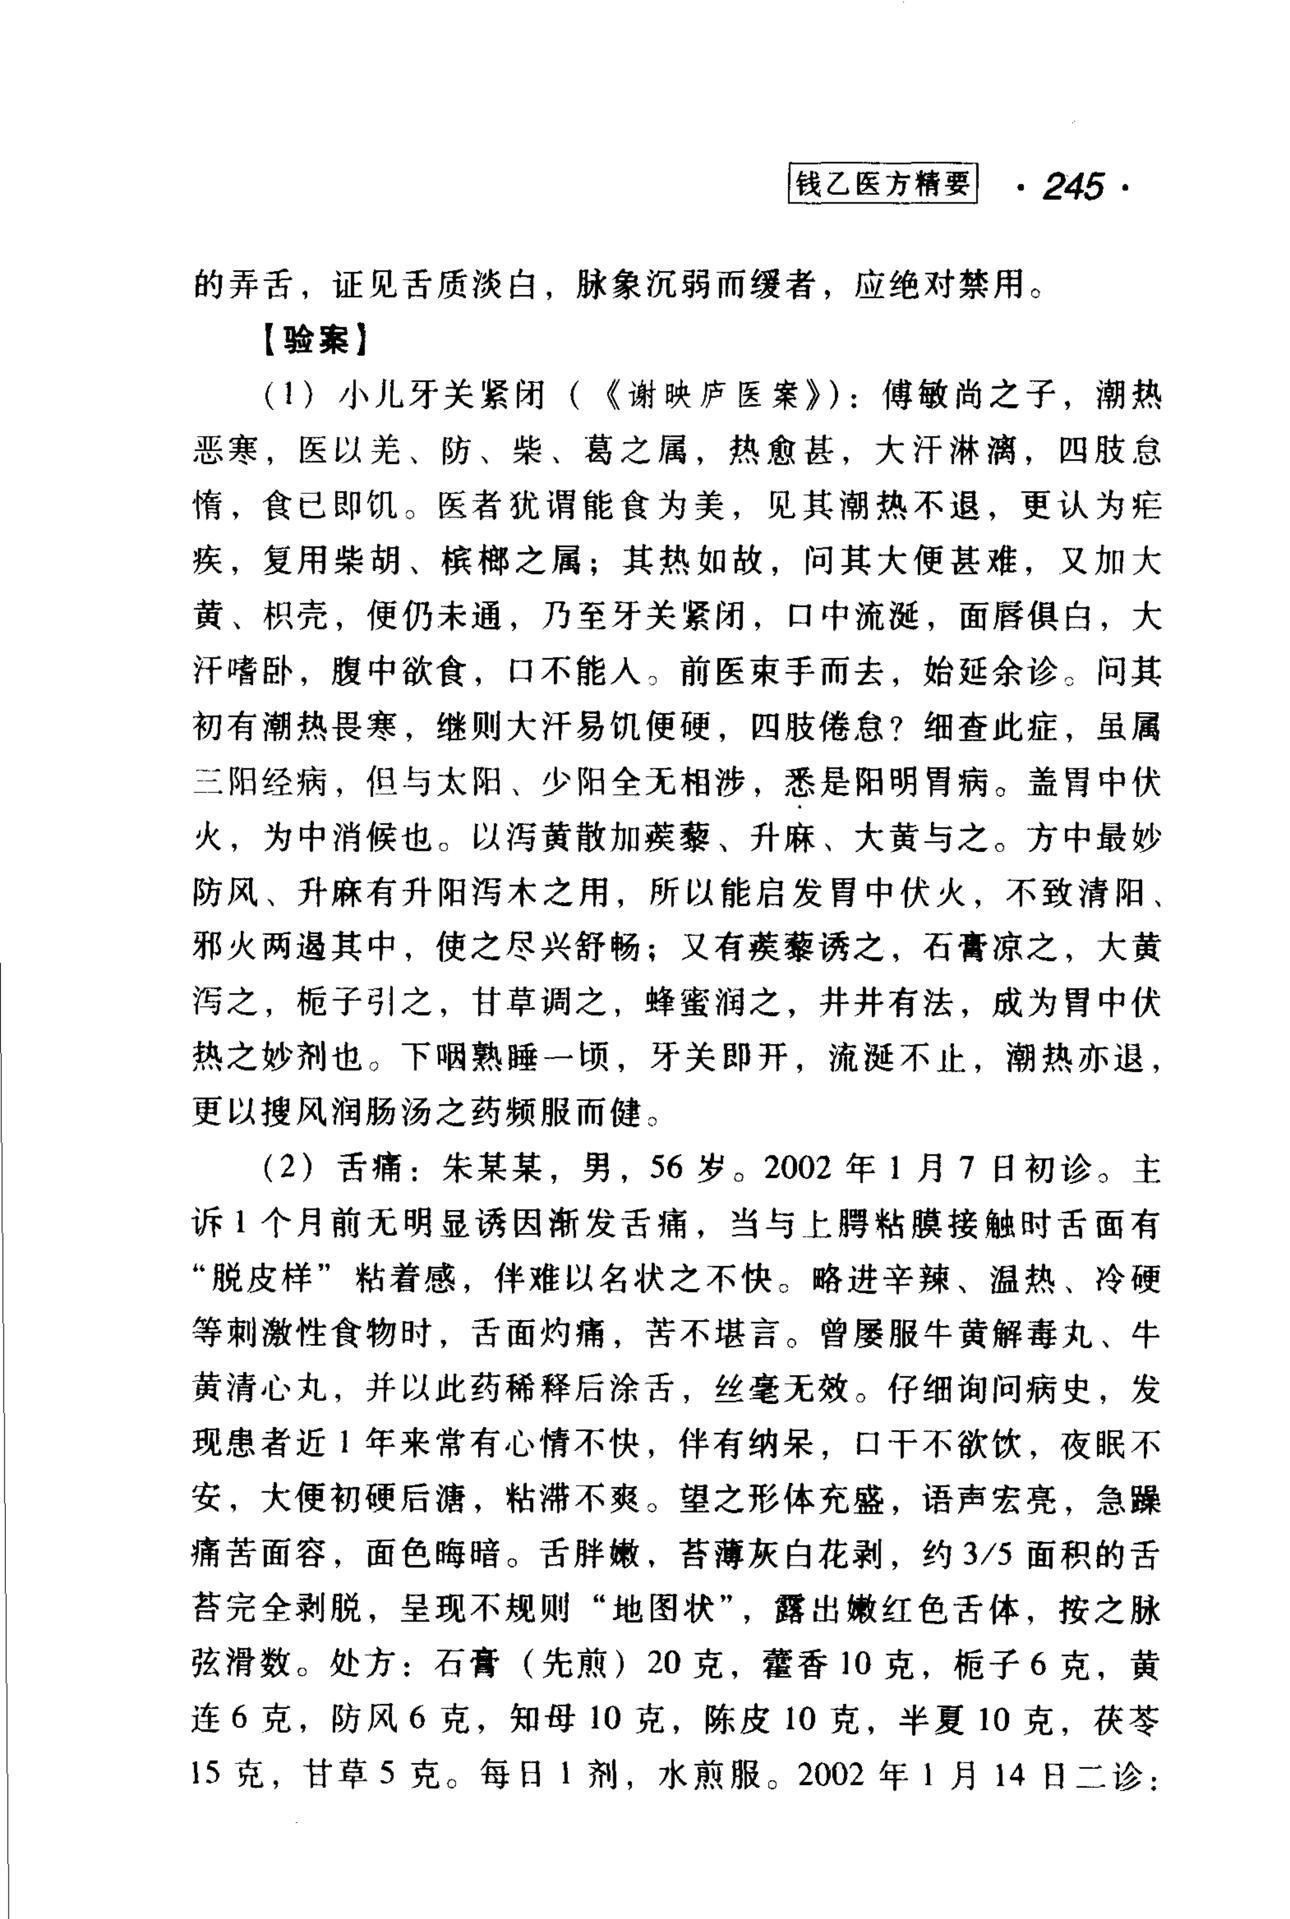 钱乙医方精要 · 245 ·
的弄舌，证见舌质淡白，脉象沉弱而缓者，应绝对禁用。
【验案】
（1）小儿牙关紧闭（《谢映庐医案》）：傅敏尚之子，潮热
恶寒，医以羌、防、柴、葛之属，热愈甚，大汗淋漓，四肢怠
惰，食已即饥。医者犹谓能食为美，见其潮热不退，更认为疟
疾，复用柴胡、槟榔之属；其热如故，问其大便甚难，又加大
黄、枳壳，便仍未通，乃至牙关紧闭，口中流涎，面唇俱白，大
汗嗜卧，腹中欲食，口不能入。前医束手而去，始延余诊。问其
初有潮热畏寒，继则大汗易饥便硬，四肢倦怠？细查此症，虽属
三阳经病，但与太阳、少阳全无相涉，悉是阳明胃病。盖胃中伏
火，为中消候也。以泻黄散加蒺藜、升麻、大黄与之。方中最妙
防风、升麻有升阳泻木之用，所以能启发胃中伏火，不致清阳、
邪火两遏其中，使之尽兴舒畅；又有蒺藜诱之，石膏凉之，大黄
泻之，栀子引之，甘草调之，蜂蜜润之，井井有法，成为胃中伏
热之妙剂也。下咽熟睡一顷，牙关即开，流涎不止，潮热亦退，
更以搜风润肠汤之药频服而健。
（2）舌痛：朱某某，男，56 岁。2002 年 1 月 7 日初诊。主
诉 1 个月前无明显诱因渐发舌痛，当与上腭粘膜接触时舌面有
“脱皮样”粘着感，伴难以名状之不快。略进辛辣、温热、冷硬
等刺激性食物时，舌面灼痛，苦不堪言。曾屡服牛黄解毒丸、牛
黄清心丸，并以此药稀释后涂舌，丝毫无效。仔细询问病史，发
现患者近 1 年来常有心情不快，伴有纳呆，口干不欲饮，夜眠不
安，大便初硬后溏，粘滞不爽。望之形体充盛，语声宏亮，急躁
痛苦面容，面色晦暗。舌胖嫩，苔薄灰白花剥，约 3/5 面积的舌
苔完全剥脱，呈现不规则“地图状”，露出嫩红色舌体，按之脉
弦滑数。处方：石膏（先煎）20 克，藿香 10 克，栀子 6 克，黄
连 6 克，防风 6 克，知母 10 克，陈皮 10 克，半夏 10 克，茯苓
15 克，甘草 5 克。每日 1 剂，水煎服。2002 年 1 月 14 日二诊：